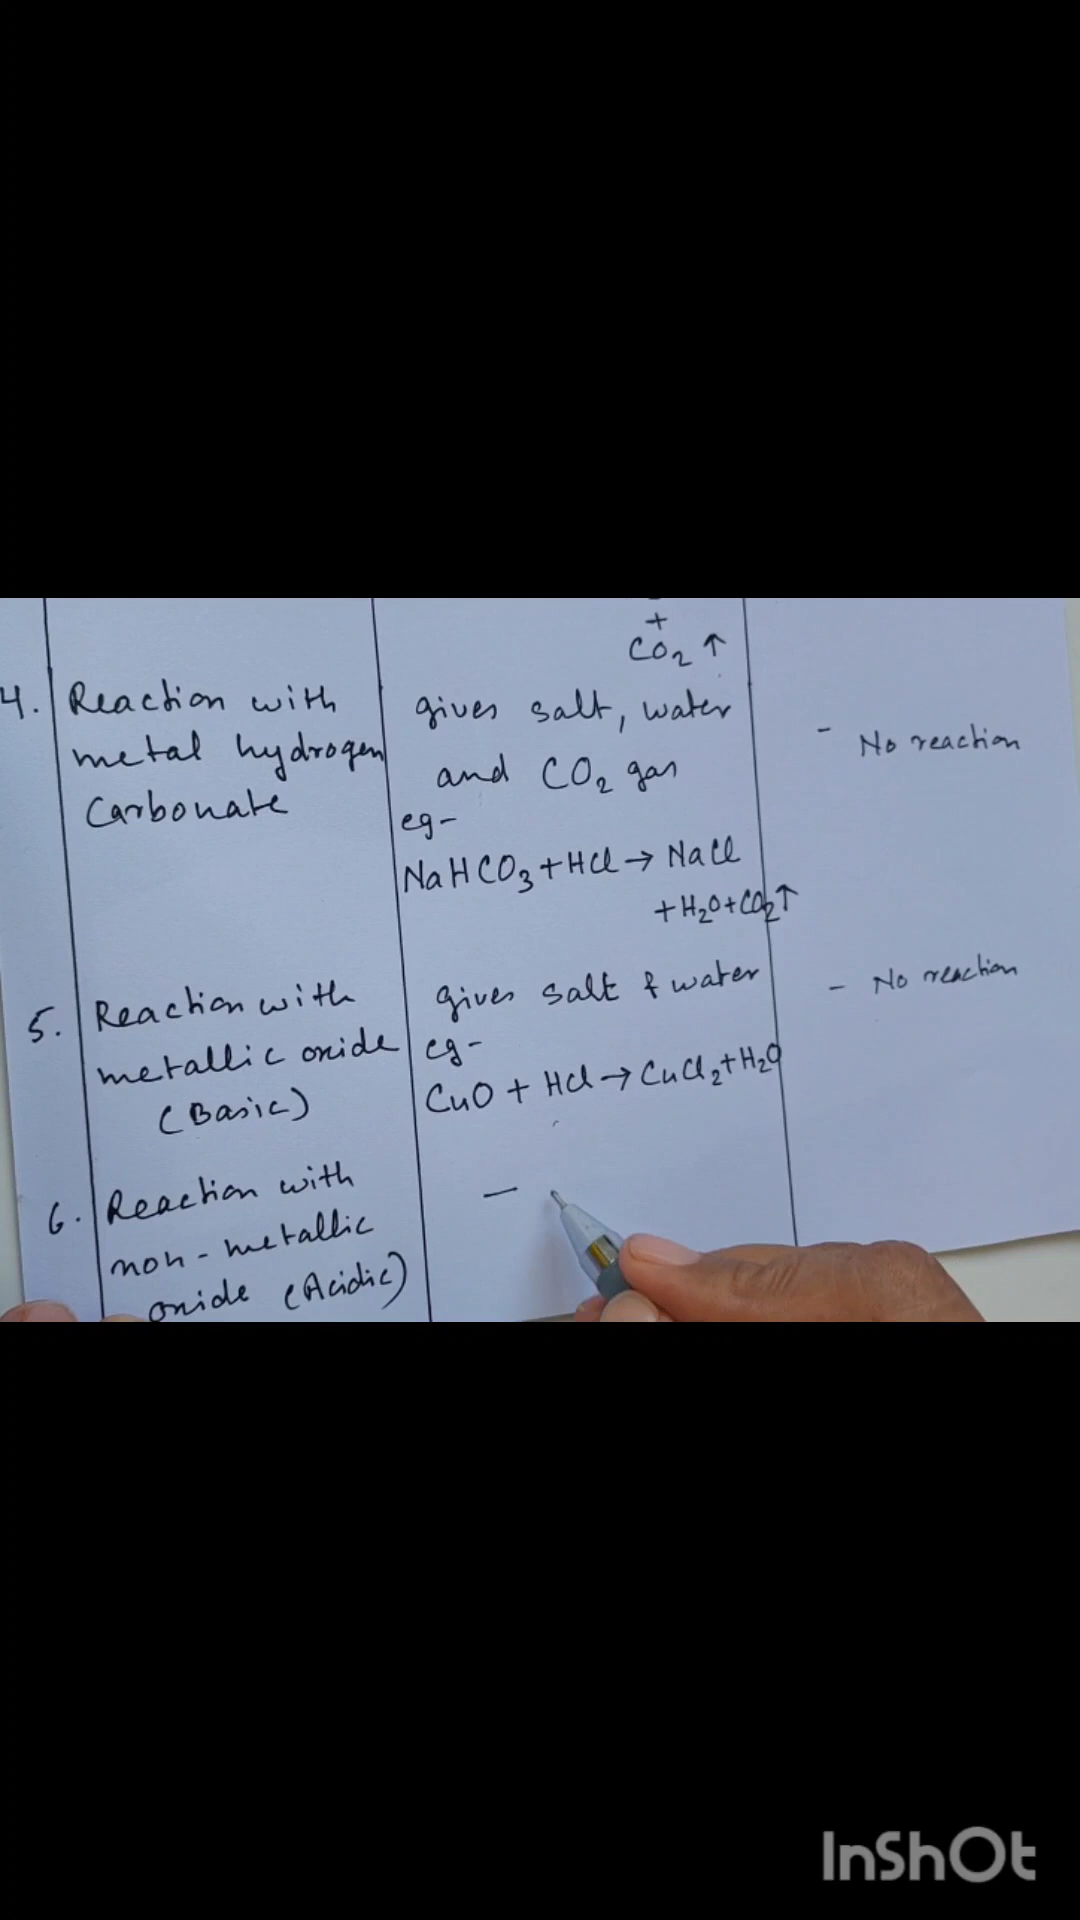 +
CO₂ ↑
4. Reaction with
metal hydrogen
Carbonate
gives salt, water
and CO₂ gas
eg-
NaHCO₃+HCl→ NaCl
+H₂O+CO₂↑
- No reaction
5. Reaction with
metallic oxide
(Basic)
gives salt & water
eg-
CuO + HCl→CuCl₂+H₂O
- No reaction
6. Reaction with
non-metallic
oxide (Acidic)
—
InShOt